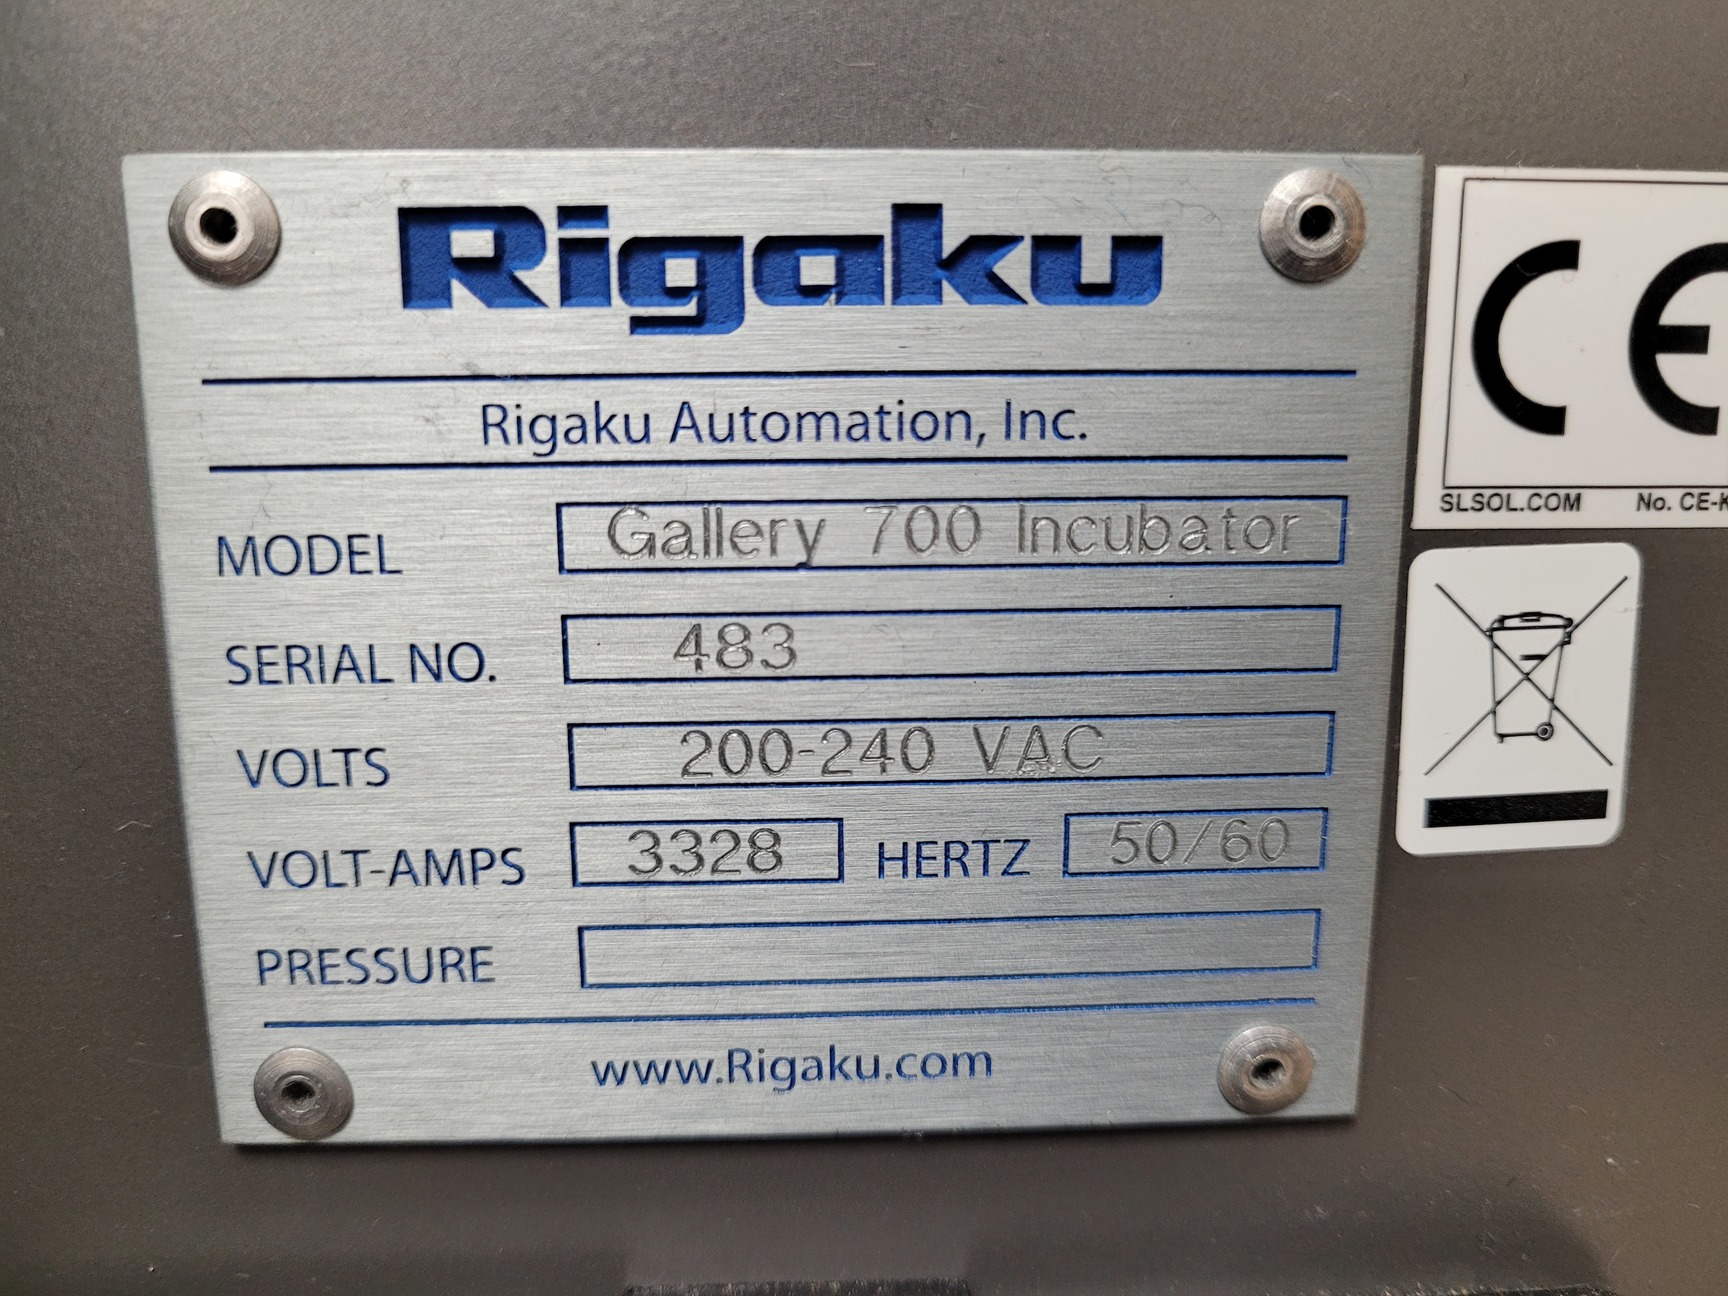 Rigaku
Rigaku Automation, Inc.
MODEL Gallery 700 Incubator
SERIAL NO. 483
VOLTS 200-240 VAC
VOLT-AMPS 3328 HERTZ 50/60
PRESSURE
www.Rigaku.com
CE
SLSOL.COM No. CE-K